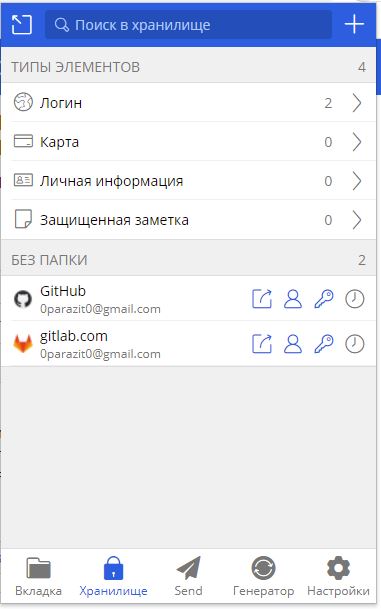 Поиск в хранилище
ТИПЫ ЭЛЕМЕНТОВ 4
Логин 2
Карта 0
Личная информация 0
Защищенная заметка 0
БЕЗ ПАПКИ 2
GitHub
0parazit0@gmail.com
gitlab.com
0parazit0@gmail.com
Вкладка Хранилище Send Генератор Настройки